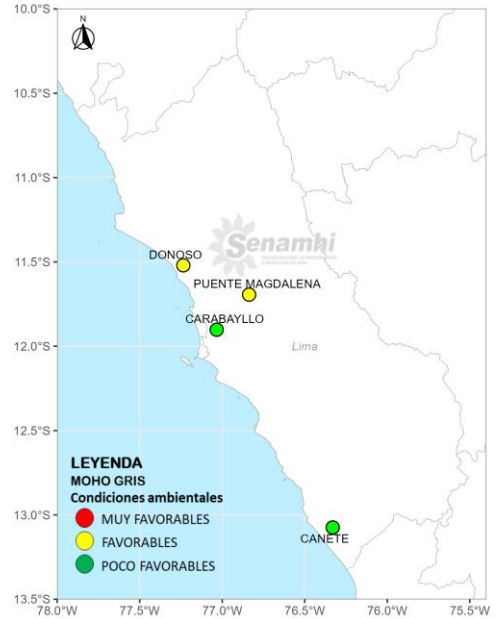 10.0°S
N
10.5°S
11.0°S
Senamhi
DONOSO
11.5°S
PUENTE MAGDALENA
CARABAYLLO
12.0°S
Lima
12.5°S
LEYENDA
MOHO GRIS
Condiciones ambientales
MUY FAVORABLES
FAVORABLES
POCO FAVORABLES
13.0°S
CANETE
13.5°S
78.0°W
77.5°W
77.0°W
76.5°W
76.0°W
75.5°W